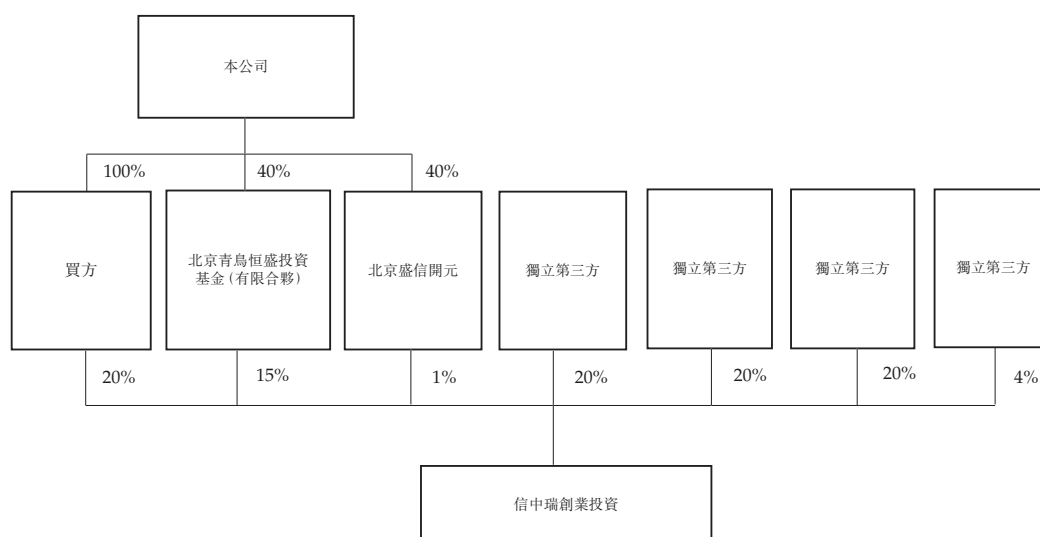 本公司
100%
40%
40%
買方
北京青鳥恒盛投資
基金(有限合夥)
北京盛信開元
獨立第三方
獨立第三方
獨立第三方
獨立第三方
20%
15%
1%
20%
20%
20%
4%
信中瑞創業投資